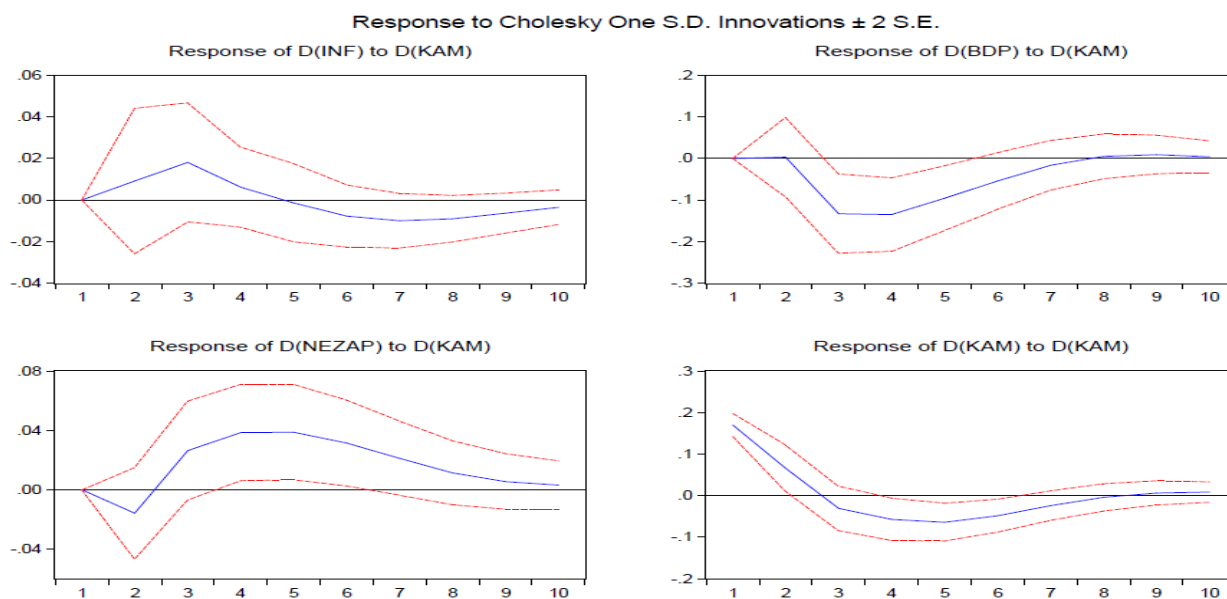 Response to Cholesky One S.D. Innovations ± 2 S.E.
Response of D(INF) to D(KAM)
.06
.04
.02
.00
-.02
-.04
1 2 3 4 5 6 7 8 9 10
Response of D(BDP) to D(KAM)
.2
.1
.0
-.1
-.2
-.3
1 2 3 4 5 6 7 8 9 10
Response of D(NEZAP) to D(KAM)
.08
.04
.00
-.04
1 2 3 4 5 6 7 8 9 10
Response of D(KAM) to D(KAM)
.3
.2
.1
.0
-.1
-.2
1 2 3 4 5 6 7 8 9 10